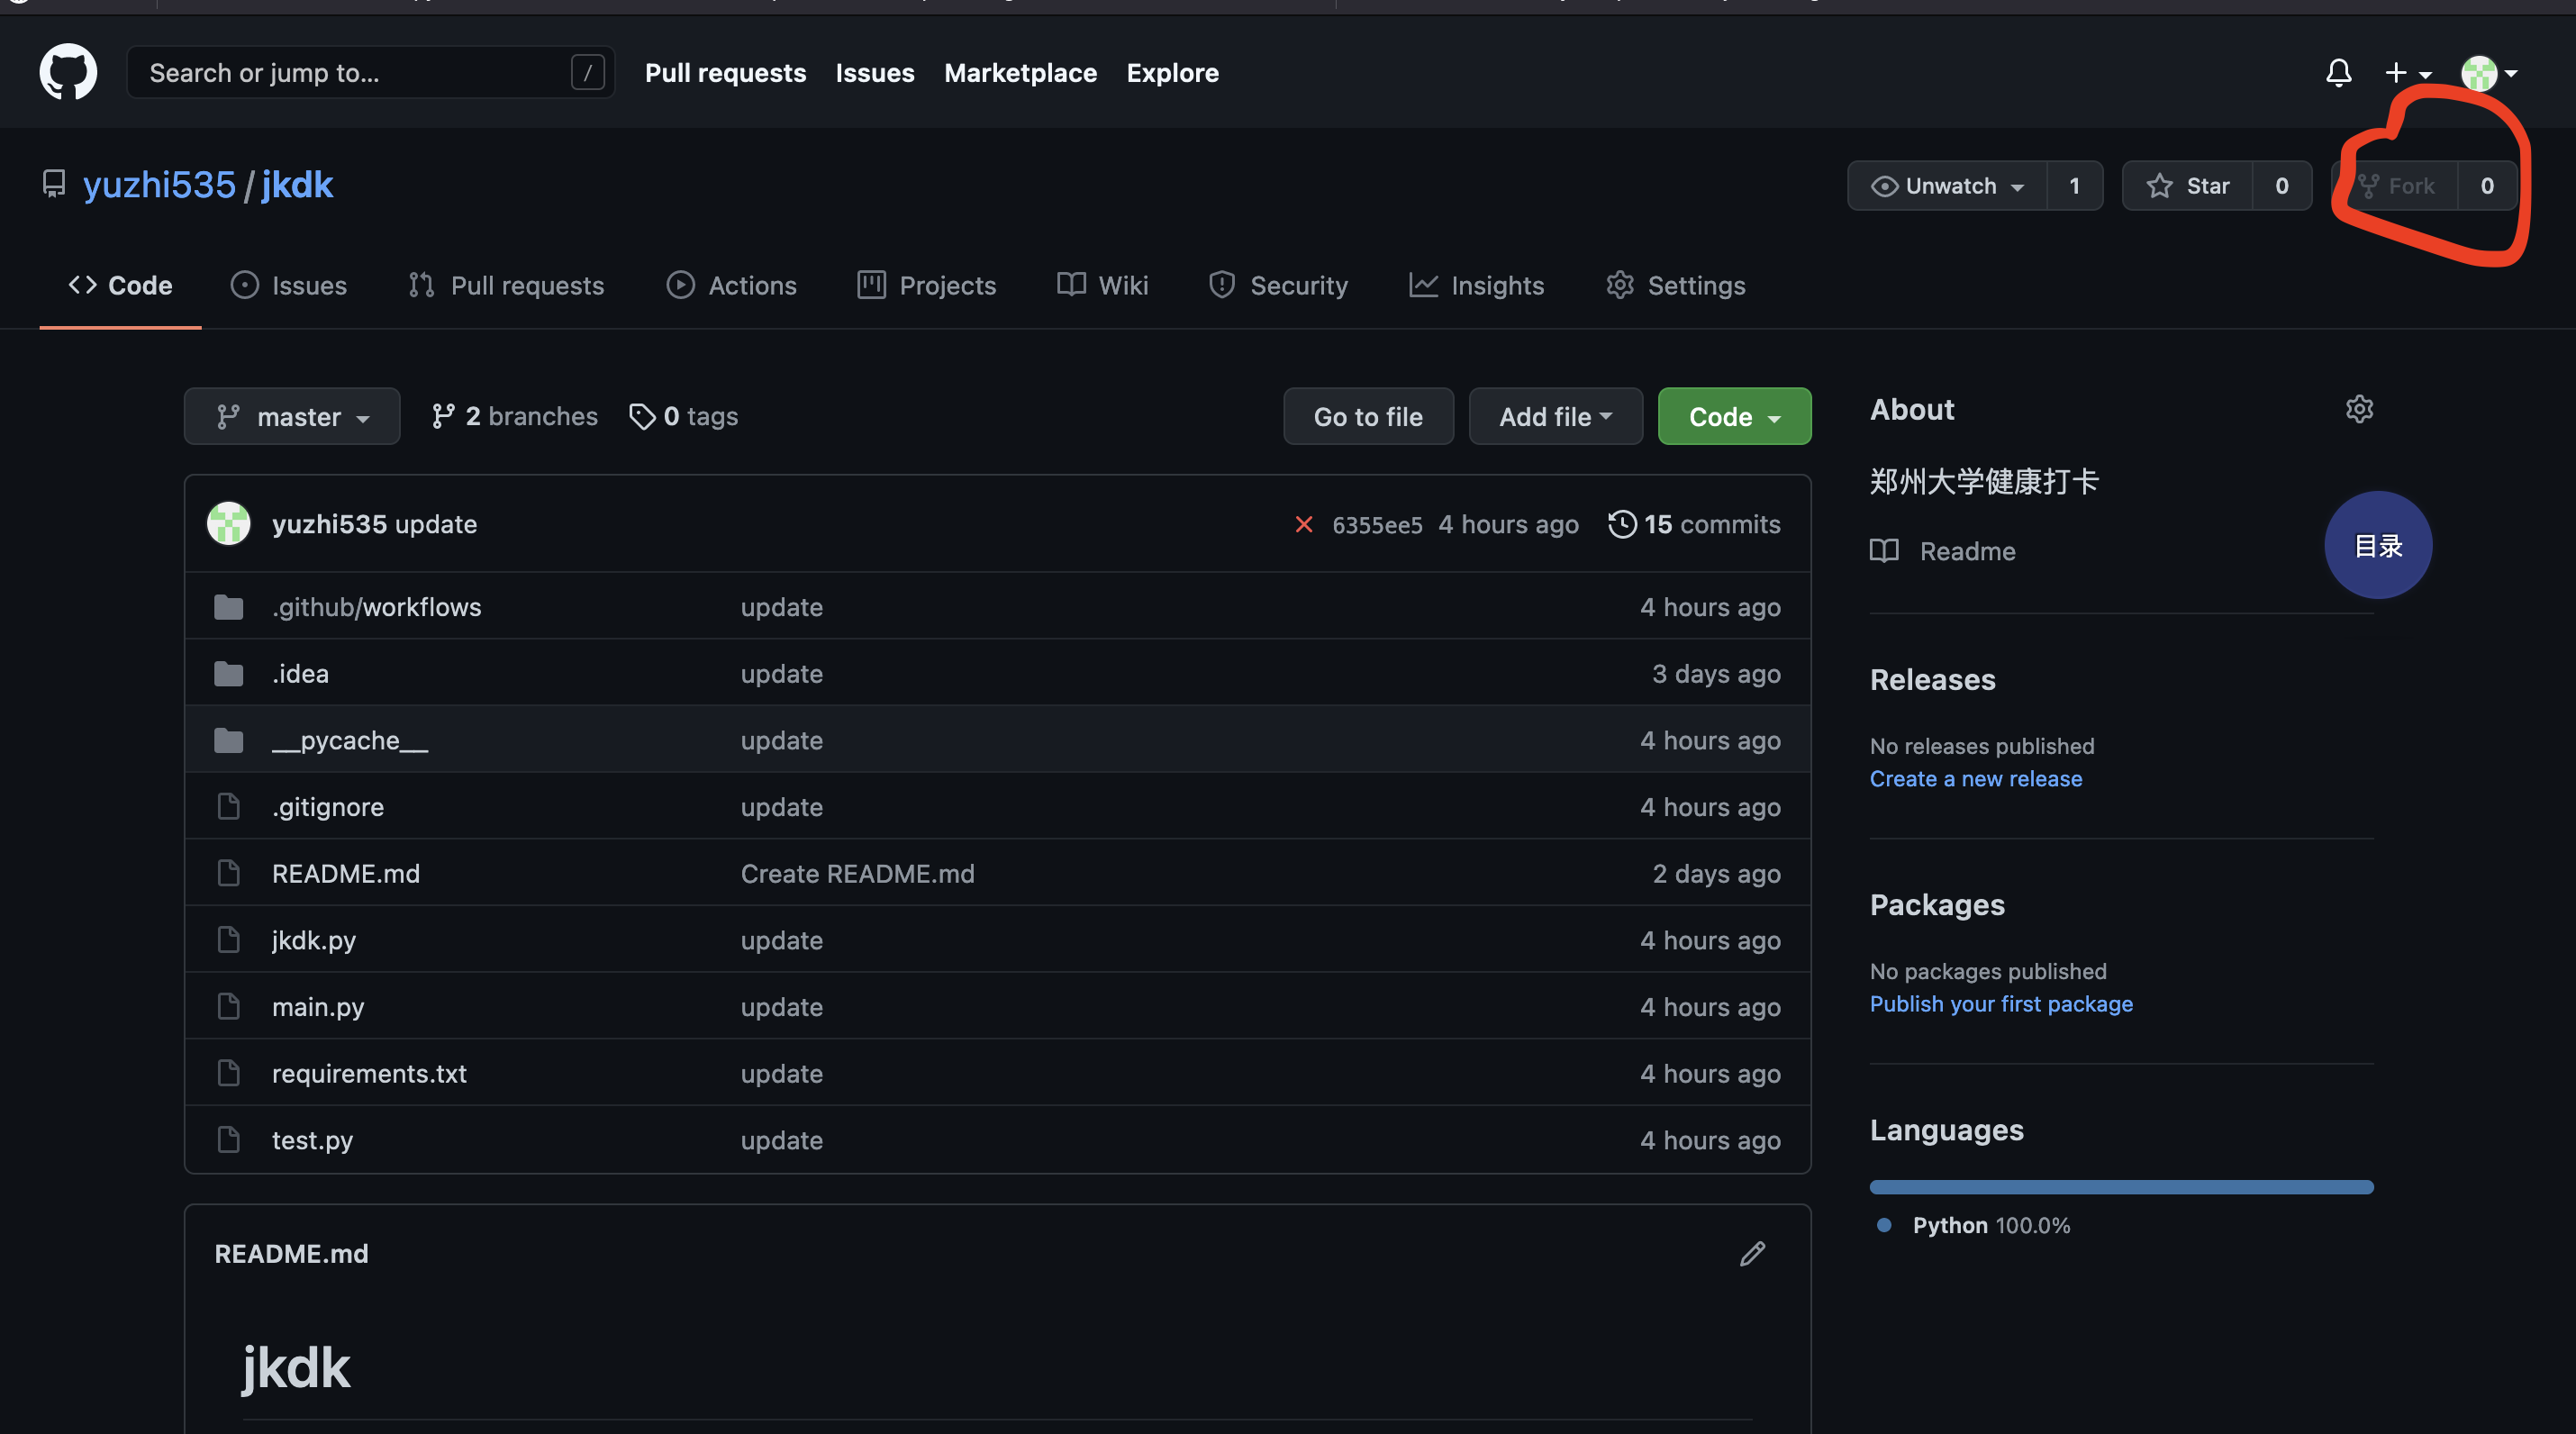 Search or jump to... / Pull requests Issues Marketplace Explore
yuzhi535 / jkdk Unwatch 1 Star 0 Fork 0
Code Issues Pull requests Actions Projects Wiki Security Insights Settings
master 2 branches 0 tags Go to file Add file Code
yuzhi535 update 6355ee5 4 hours ago 15 commits
.github/workflows update 4 hours ago
.idea update 3 days ago
__pycache__ update 4 hours ago
.gitignore update 4 hours ago
README.md Create README.md 2 days ago
jkdk.py update 4 hours ago
main.py update 4 hours ago
requirements.txt update 4 hours ago
test.py update 4 hours ago
README.md
jkdk
About
郑州大学健康打卡
Readme
目录
Releases
No releases published
Create a new release
Packages
No packages published
Publish your first package
Languages
Python 100.0%